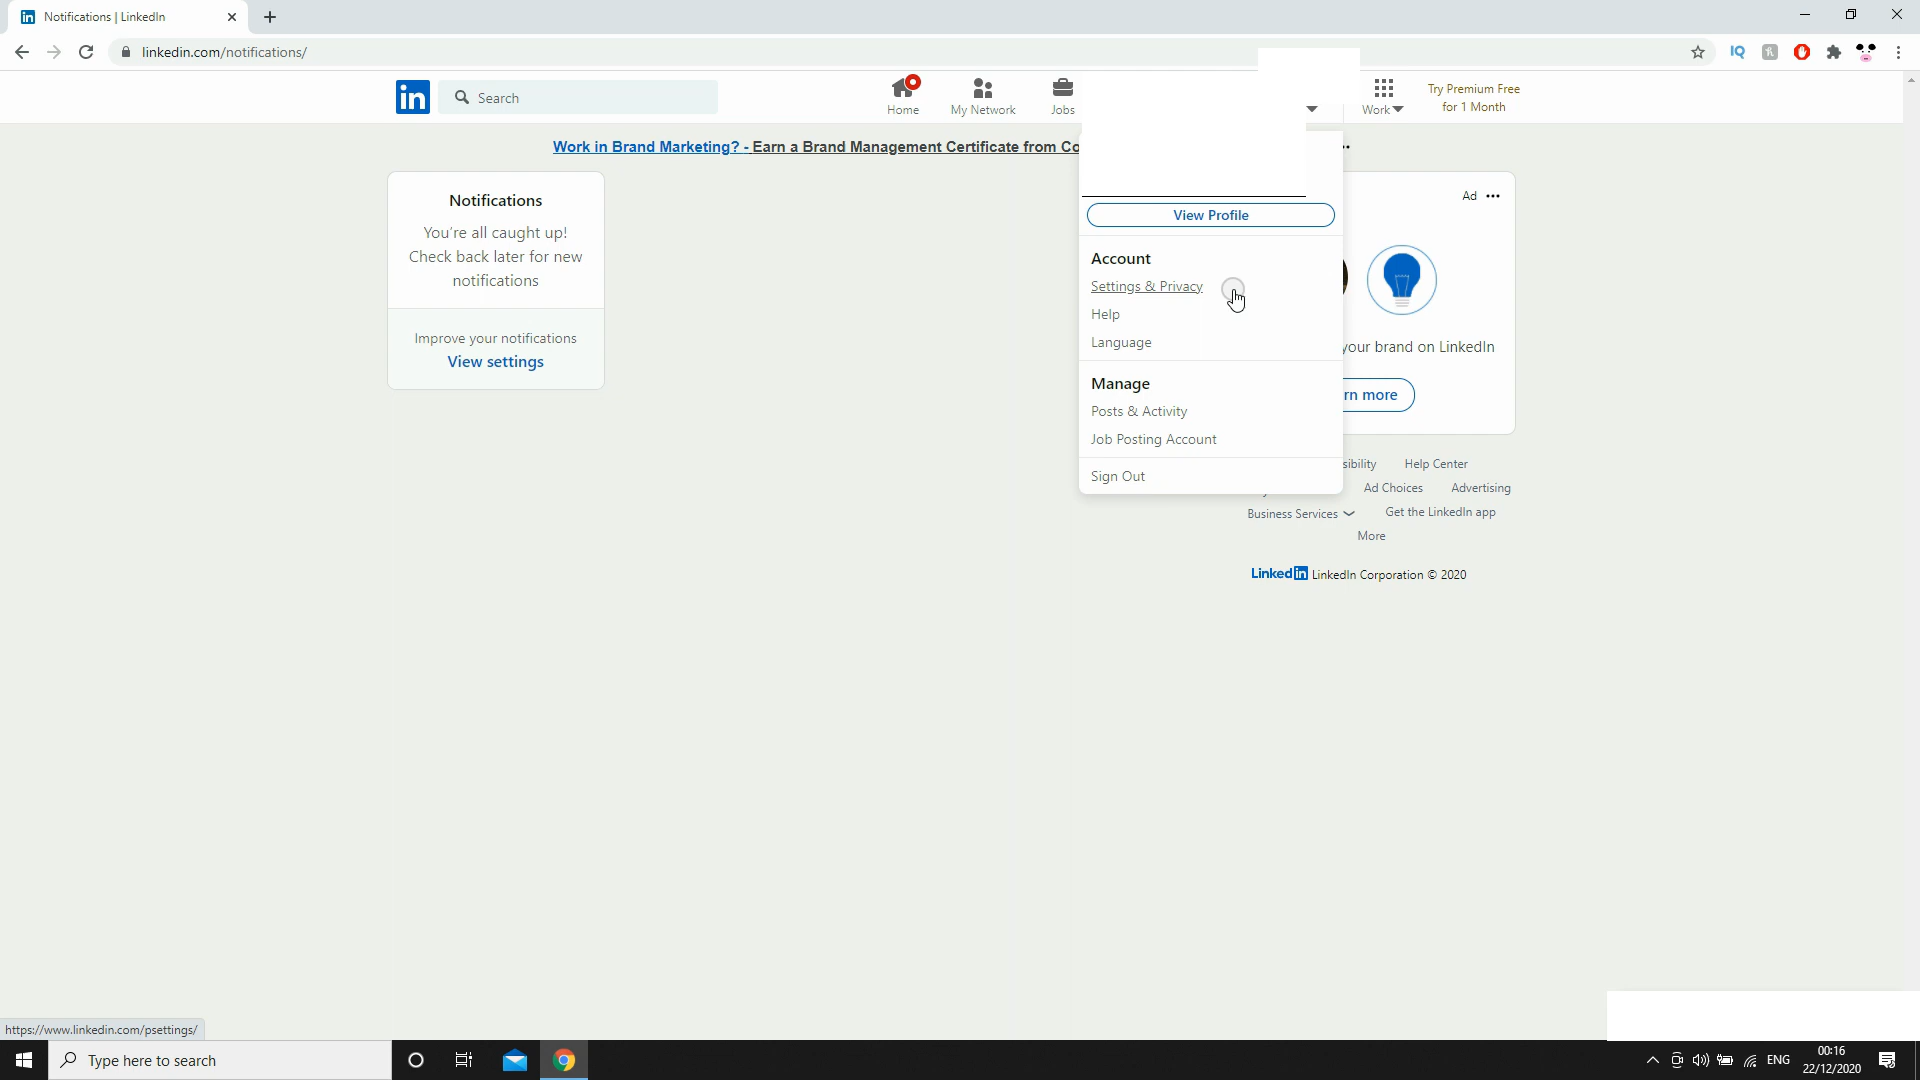 Notifications | LinkedIn
linkedin.com/notifications/
in
Search
Home
My Network
Jobs
Work
Try Premium Free
for 1 Month
Work in Brand Marketing? - Earn a Brand Management Certificate from Co
Notifications
You're all caught up!
Check back later for new
notifications
Improve your notifications
View settings
View Profile
Account
Settings & Privacy
Help
Language
Manage
Posts & Activity
Job Posting Account
Sign Out
Ad
your brand on LinkedIn
rn more
sibility Help Center
Ad Choices Advertising
Business Services Get the LinkedIn app
More
LinkedIn LinkedIn Corporation © 2020
https://www.linkedin.com/psettings/
Type here to search
ENG
00:16
22/12/2020